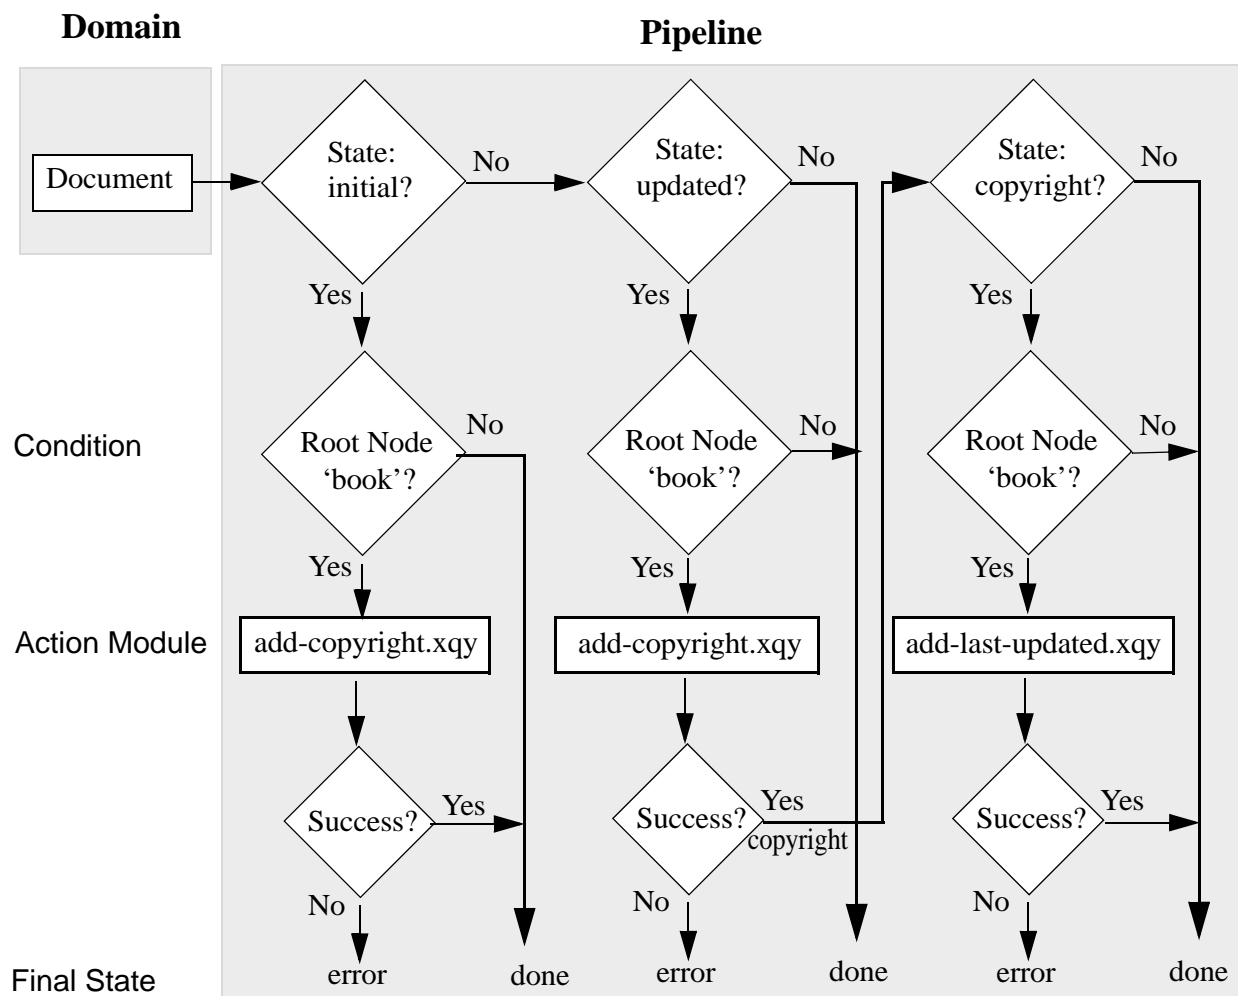 Domain
Pipeline
Document
State:
initial?
No
State:
updated?
No
State:
copyright?
No
Yes
Yes
Yes
Condition
Root Node
‘book’?
No
Root Node
‘book’?
No
Root Node
‘book’?
No
Yes
Yes
Yes
Action Module
add-copyright.xqy
add-copyright.xqy
add-last-updated.xqy
Success?
Yes
Success?
Yes
copyright
Success?
Yes
No
No
No
Final State
error
done
error
done
error
done